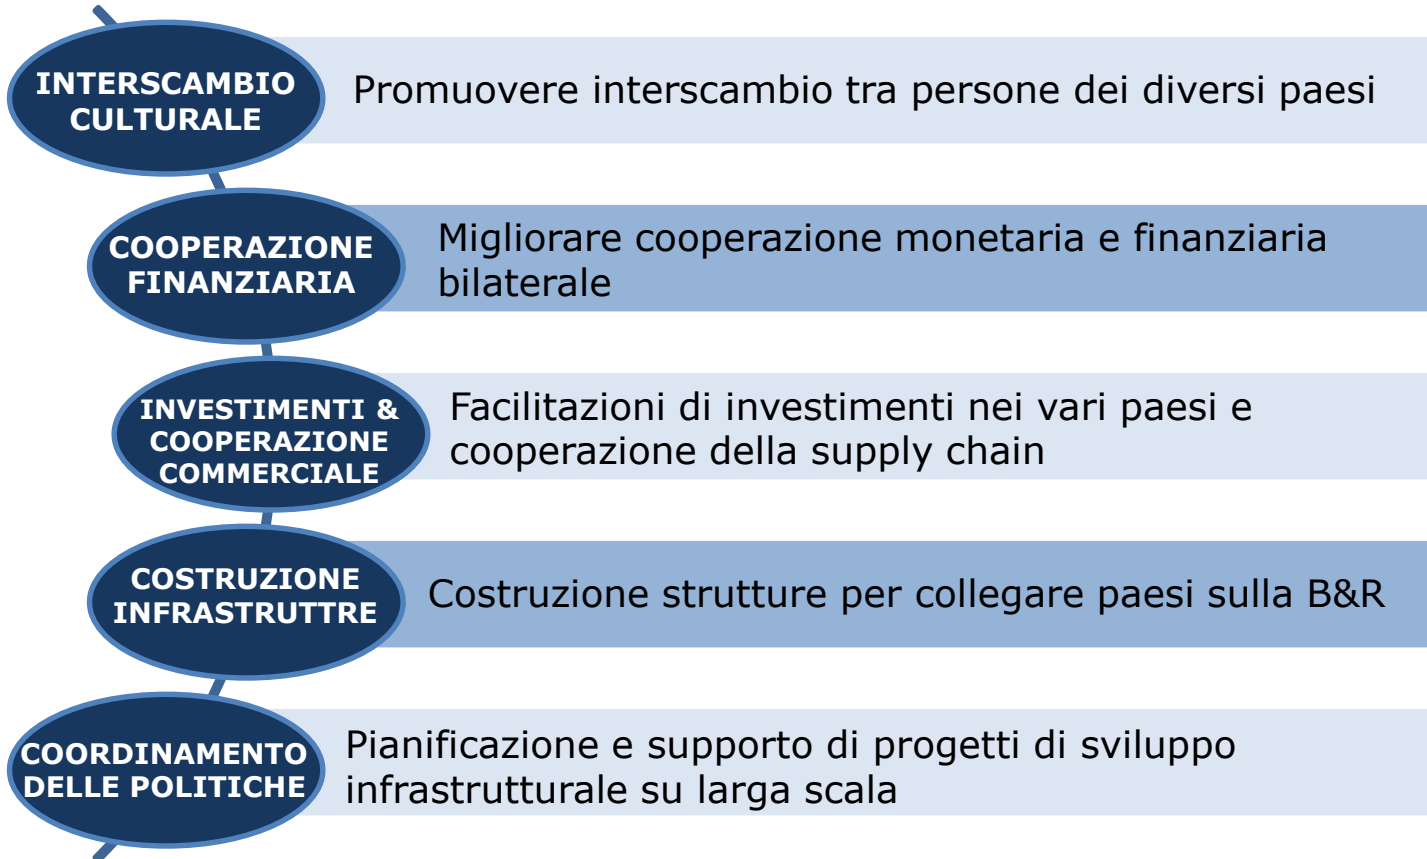 INTERSCAMBIO
CULTURALE
Promuovere interscambio tra persone dei diversi paesi
COOPERAZIONE
FINANZIARIA
Migliorare cooperazione monetaria e finanziaria
bilaterale
INVESTIMENTI &
COOPERAZIONE
COMMERCIALE
Facilitazioni di investimenti nei vari paesi e
cooperazione della supply chain
COSTRUZIONE
INFRASTRUTTRE
Costruzione strutture per collegare paesi sulla B&R
COORDINAMENTO
DELLE POLITICHE
Pianificazione e supporto di progetti di sviluppo
infrastrutturale su larga scala